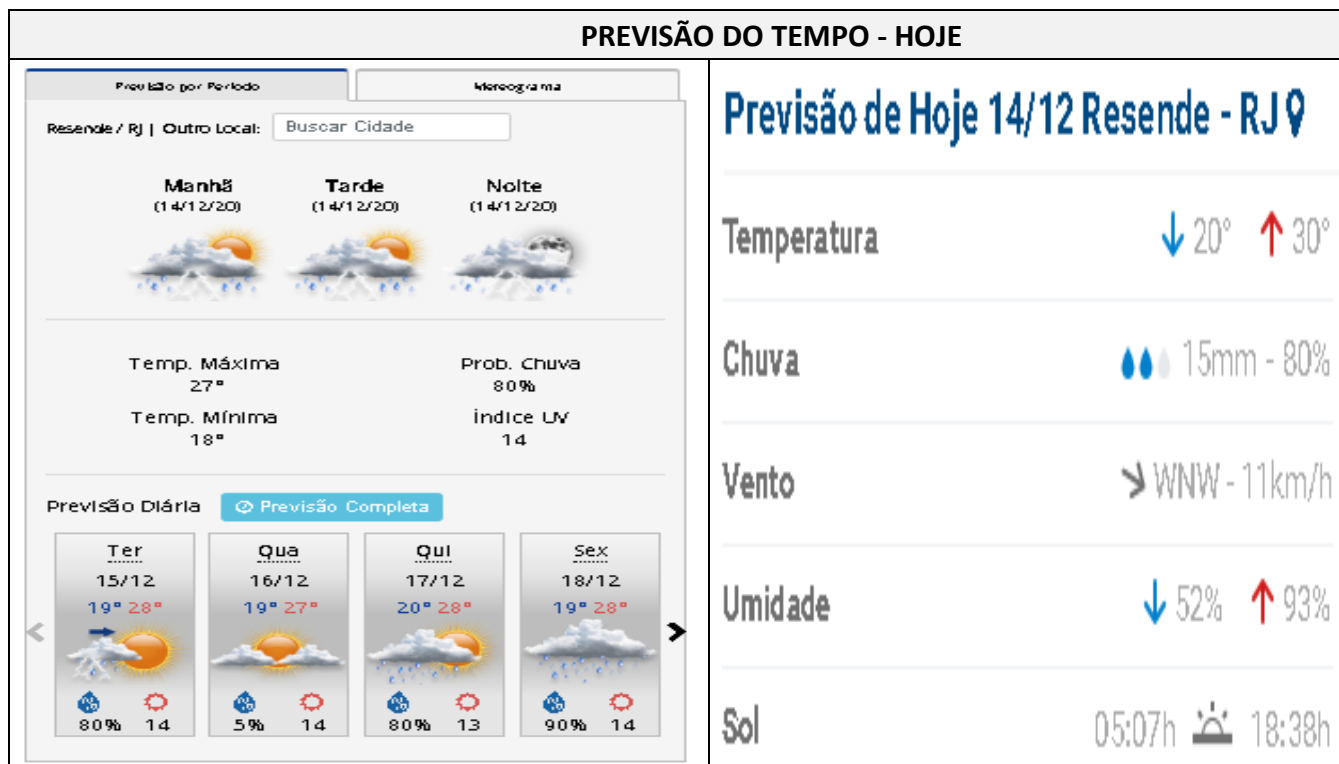 PREVISÃO DO TEMPO - HOJE
Previsão por Período
Meteograma
Resende / RJ | Outro Local: Buscar Cidade
Manhã Tarde Noite
(14/12/20) (14/12/20) (14/12/20)
Temp. Máxima Prob. Chuva
27° 80%
Temp. Mínima Índice UV
18° 14
Previsão Diária Previsão Completa
Ter Qua Qui Sex
15/12 16/12 17/12 18/12
19° 28° 19° 27° 20° 28° 19° 28°
80% 14 5% 14 80% 13 90% 14
Previsão de Hoje 14/12 Resende - RJ
Temperatura 20° 30°
Chuva 15mm - 80%
Vento WNW - 11km/h
Umidade 52% 93%
Sol 05:07h 18:38h